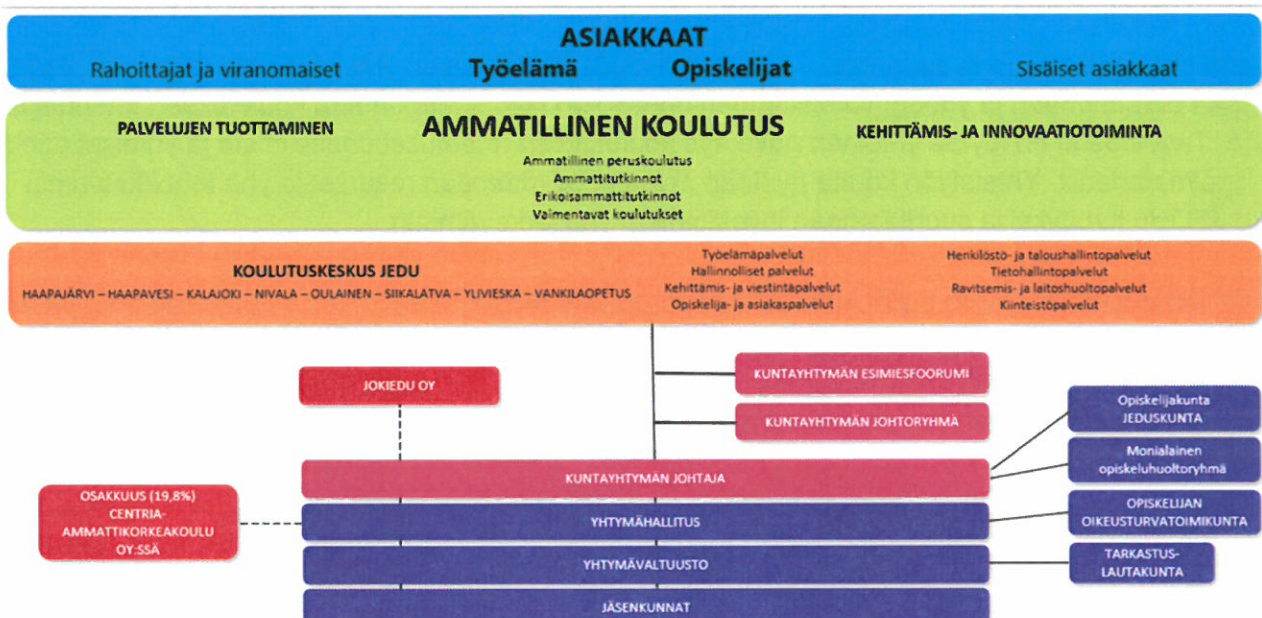 ASIAKKAAT
Rahoittajat ja viranomaiset Työelämä Opiskelijat Sisäiset asiakkaat
PALVELUJEN TUOTTAMINEN
AMMATILLINEN KOULUTUS
Ammatillinen peruskoulutus
Ammattitutkinnot
Erikoisammattitutkinnot
Valmentavat koulutukset
KEHITTÄMIS- JA INNOVAATIOTOIMINTA
KOULUTUSKESKUS JEDU
HAAPAJÄRVI – HAAPAVESI – KALAJOKI – NIVALA – OULAINEN – SIIKALATVA – YLIVIESKA – VANKILAOPETUS
Työelämäpalvelut
Hallinnolliset palvelut
Kehittämis- ja viestintäpalvelut
Opiskelija- ja asiakaspalvelut
Henkilöstö- ja taloushallintopalvelut
Tietohallintopalvelut
Ravitsemis- ja laitoshuoltopalvelut
Kiinteistöpalvelut
JOKIEDU OY
KUNTAYHTYMÄN ESIMIESFOORUMI
KUNTAYHTYMÄN JOHTORYHMÄ
Opiskelijakunta
JEDUSKUNTA
Monialainen
opiskeluhuoltoryhmä
KUNTAYHTYMÄN JOHTAJA
OSAKKUUS (19,8%)
CENTRIA-
AMMATTIKORKEAKOULU
OY:SSÄ
YHTYMÄHALLITUS
OPISKELIJAN
OIKEUSTURVATOIMIKUNTA
YHTYMÄVALTUUSTO
TARKASTUS-
LAUTAKUNTA
JÄSENKUNNAT